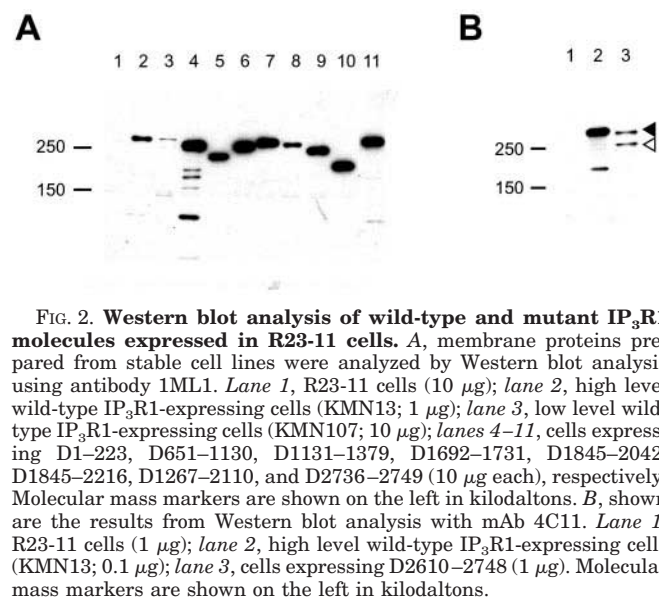 A
B
1 2 3 4 5 6 7 8 9 10 11
1 2 3
250
150
250
150
FIG. 2. Western blot analysis of wild-type and mutant IP₃R1
molecules expressed in R23-11 cells. A, membrane proteins pre
pared from stable cell lines were analyzed by Western blot analysis
using antibody 1ML1. Lane 1, R23-11 cells (10 μg); lane 2, high leve
wild-type IP₃R1-expressing cells (KMN13; 1 μg); lane 3, low level wild
type IP₃R1-expressing cells (KMN107; 10 μg); lanes 4–11, cells express
ing D1–223, D651–1130, D1131–1379, D1692–1731, D1845–2042
D1845–2216, D1267–2110, and D2736–2749 (10 μg each), respectively
Molecular mass markers are shown on the left in kilodaltons. B, shown
are the results from Western blot analysis with mAb 4C11. Lane 1
R23-11 cells (1 μg); lane 2, high level wild-type IP₃R1-expressing cell
(KMN13; 0.1 μg); lane 3, cells expressing D2610–2748 (1 μg). Molecula
mass markers are shown on the left in kilodaltons.